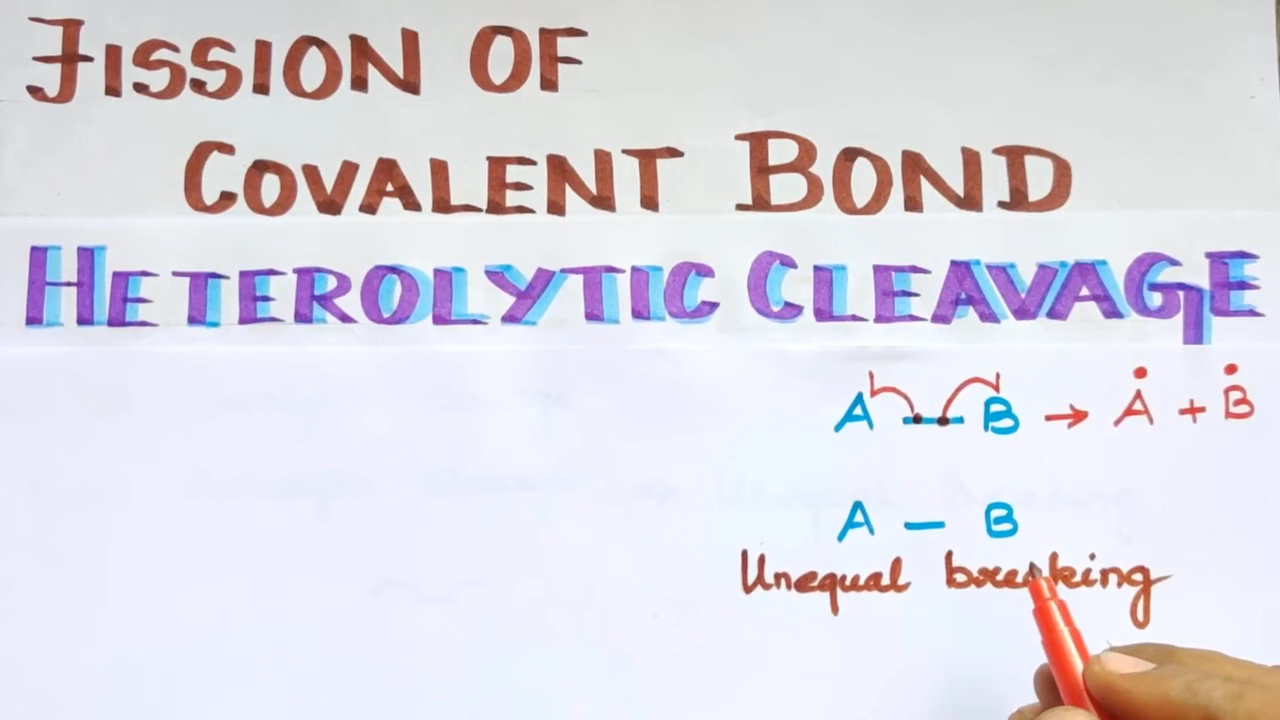 FISSION OF
COVALENT BOND
HETEROLYTIC CLEAVAGE
A — B → Ȧ + Ḃ
A — B
Unequal breaking